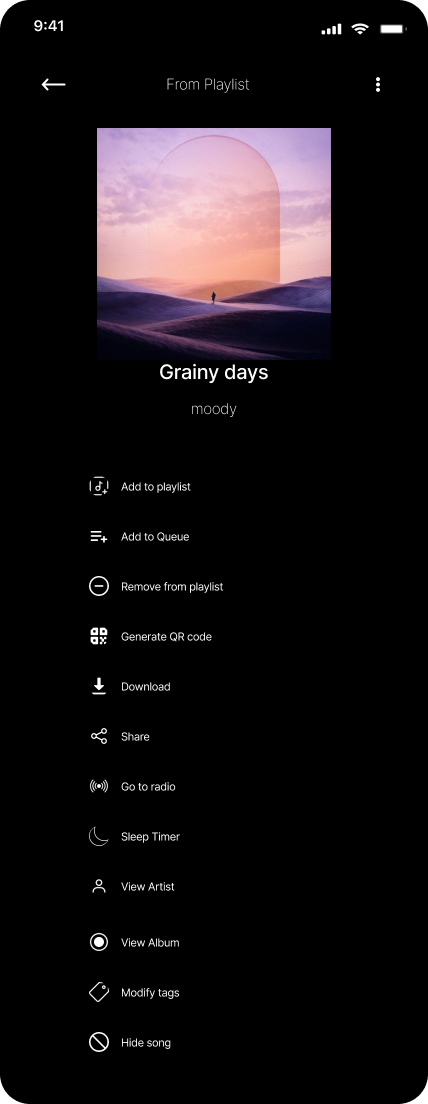 9:41
From Playlist
Grainy days
moody
Add to playlist
Add to Queue
Remove from playlist
Generate QR code
Download
Share
Go to radio
Sleep Timer
View Artist
View Album
Modify tags
Hide song